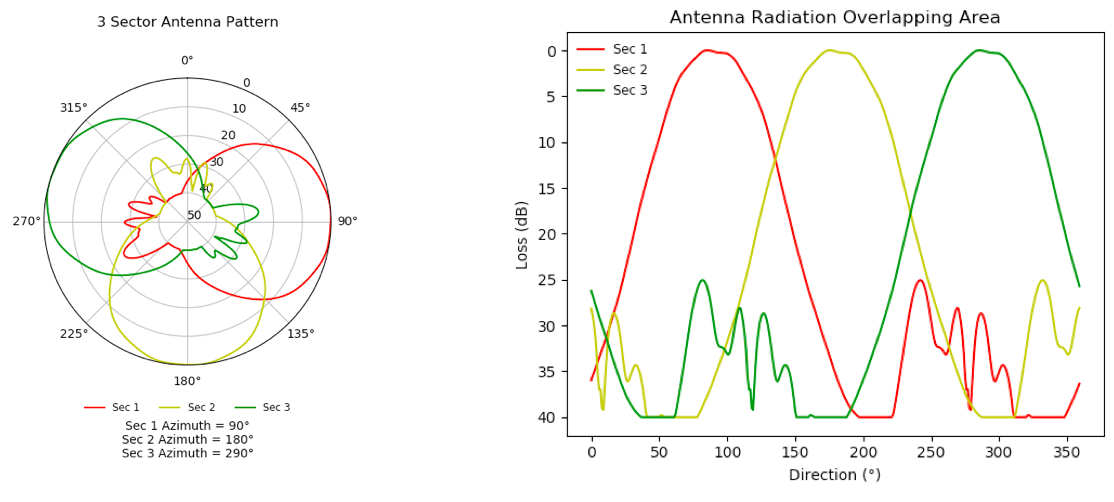 3 Sector Antenna Pattern
0°
0
315°
45°
10
20
30
40
50
270°
90°
225°
135°
180°
Sec 1 Sec 2 Sec 3
Sec 1 Azimuth = 90°
Sec 2 Azimuth = 180°
Sec 3 Azimuth = 290°
Antenna Radiation Overlapping Area
Sec 1
Sec 2
Sec 3
0
5
10
15
20
25
30
35
40
Loss (dB)
0 50 100 150 200 250 300 350
Direction (°)